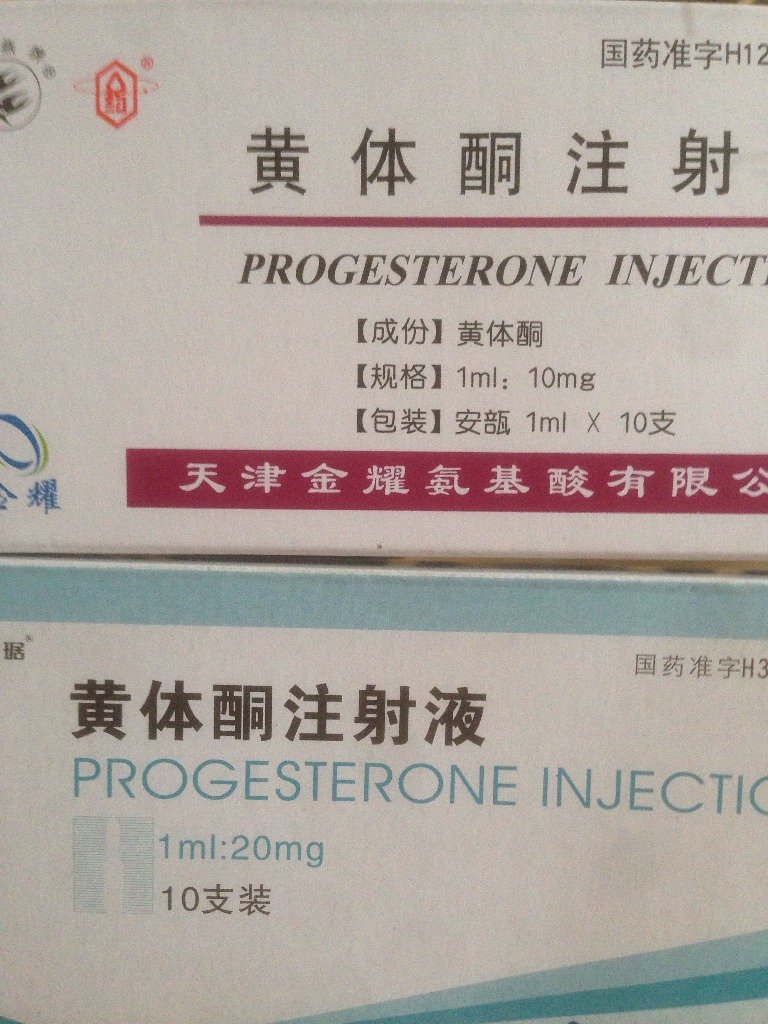 国药准字H12
黄体酮注射
PROGESTERONE INJECTI
【成份】黄体酮
【规格】1ml：10mg
【包装】安瓿 1ml X 10支
耀
天津金耀氨基酸有限公
国药准字H3
黄体酮注射液
PROGESTERONE INJECTIO
1ml:20mg
10支装